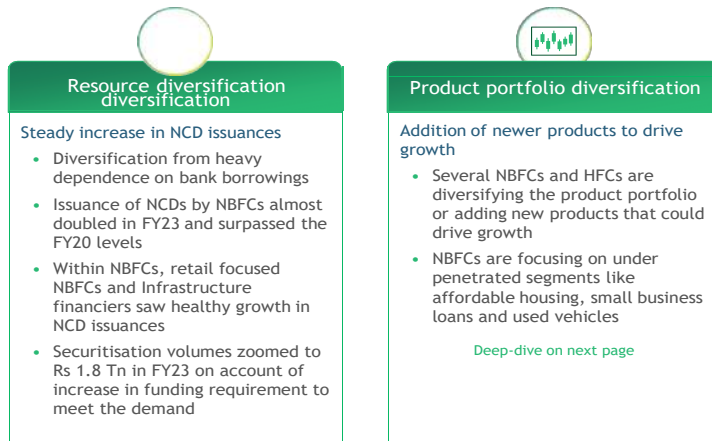 Resource diversification
diversification
Steady increase in NCD issuances
• Diversification from heavy
dependence on bank borrowings
• Issuance of NCDs by NBFCs almost
doubled in FY23 and surpassed the
FY20 levels
• Within NBFCs, retail focused
NBFCs and Infrastructure
financiers saw healthy growth in
NCD issuances
• Securitisation volumes zoomed to
Rs 1.8 Tn in FY23 on account of
increase in funding requirement to
meet the demand
Product portfolio diversification
Addition of newer products to drive
growth
• Several NBFCs and HFCs are
diversifying the product portfolio
or adding new products that could
drive growth
• NBFCs are focusing on under
penetrated segments like
affordable housing, small business
loans and used vehicles
Deep-dive on next page